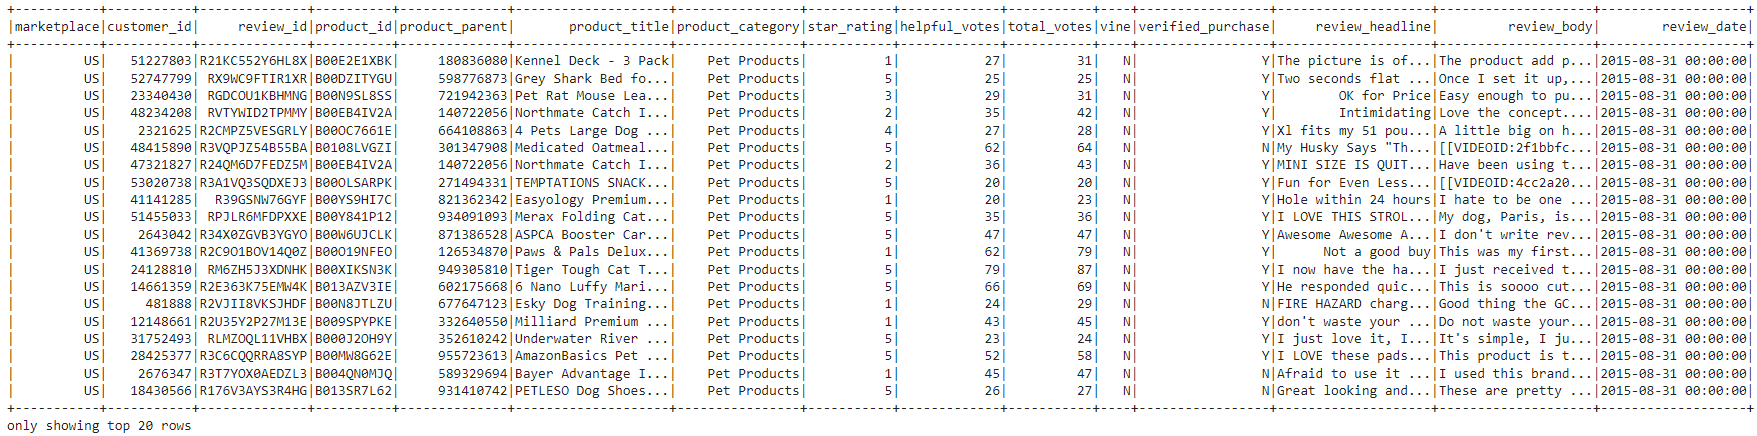 +-----------+-----------+--------------+----------+--------------+--------------------+----------------+-----------+-------------+-----------+----+-----------------+--------------------+--------------------+-------------------+
|marketplace|customer_id|     review_id|product_id|product_parent|       product_title|product_category|star_rating|helpful_votes|total_votes|vine|verified_purchase|     review_headline|         review_body|        review_date|
+-----------+-----------+--------------+----------+--------------+--------------------+----------------+-----------+-------------+-----------+----+-----------------+--------------------+--------------------+-------------------+
|         US|   51227803|R21KC552Y6HL8X|B00E2E1XBK|     180836080|Kennel Deck - 3 Pack|    Pet Products|          1|           27|         31|   N|                Y|The picture is of...|The product add p...|2015-08-31 00:00:00|
|         US|   52747799| RX9WC9FTIR1XR|B00DZITYGU|     598776873|Grey Shark Bed fo...|    Pet Products|          5|           25|         25|   N|                Y|Two seconds flat ...|Once I set it up,...|2015-08-31 00:00:00|
|         US|   23340430| RGDCOU1KBHMNG|B00N9SL8SS|     721942363|Pet Rat Mouse Lea...|    Pet Products|          3|           29|         31|   N|                Y|        OK for Price|Easy enough to pu...|2015-08-31 00:00:00|
|         US|   48234208| RVTYWID2TPMMY|B00EB4IV2A|     140722056|Northmate Catch I...|    Pet Products|          2|           35|         42|   N|                Y|        Intimidating|Love the concept....|2015-08-31 00:00:00|
|         US|    2321625|R2CMPZ5VESGRLY|B00OC7661E|     664108863|4 Pets Large Dog ...|    Pet Products|          4|           27|         28|   N|                Y|Xl fits my 51 pou...|A little big on h...|2015-08-31 00:00:00|
|         US|   48415890|R3VQPJZ54B55BA|B0108LVGZI|     301347908|Medicated Oatmeal...|    Pet Products|          5|           62|         64|   N|                N|My Husky Says "Th...|[[VIDEOID:2f1bbfc...|2015-08-31 00:00:00|
|         US|   47321827|R24QM6D7FEDZ5M|B00EB4IV2A|     140722056|Northmate Catch I...|    Pet Products|          2|           36|         43|   N|                Y|MINI SIZE IS QUIT...|Have been using t...|2015-08-31 00:00:00|
|         US|   53020738|R3A1VQ3SQDXEJ3|B00OLSARPK|     271494331|TEMPTATIONS SNACK...|    Pet Products|          5|           20|         20|   N|                Y|Fun for Even Less...|[[VIDEOID:4cc2a20...|2015-08-31 00:00:00|
|         US|   41141285|  R39GSNW76GYF|B00YS9HI7C|     821362342|Easyology Premium...|    Pet Products|          1|           20|         23|   N|                Y|Hole within 24 hours|I hate to be one ...|2015-08-31 00:00:00|
|         US|   51455033| RPJLR6MFDPXXE|B00Y841P12|     934091093|Merax Folding Cat...|    Pet Products|          5|           35|         36|   N|                Y|I LOVE THIS STROL...|My dog, Paris, is...|2015-08-31 00:00:00|
|         US|    2643042|R34X0ZGVB3YGYO|B00W6UJCLK|     871386528|ASPCA Booster Car...|    Pet Products|          5|           47|         47|   N|                Y|Awesome Awesome A...|I don't write rev...|2015-08-31 00:00:00|
|         US|   41369738|R2C9O1BOV14Q0Z|B00O19NFEO|     126534870|Paws & Pals Delux...|    Pet Products|          1|           62|         79|   N|                Y|      Not a good buy|This was my first...|2015-08-31 00:00:00|
|         US|   24128810| RM6ZH5J3XDNHK|B00XIKSN3K|     949305810|Tiger Tough Cat T...|    Pet Products|          5|           79|         87|   N|                Y|I now have the ha...|I just received t...|2015-08-31 00:00:00|
|         US|   14661359|R2E363K75EMW4K|B013AZV3IE|     602175668|6 Nano Luffy Mari...|    Pet Products|          5|           66|         69|   N|                Y|He responded quic...|This is soooo cut...|2015-08-31 00:00:00|
|         US|     481888|R2VJII8VKSJHDF|B00N8JTLZU|     677647123|Esky Dog Training...|    Pet Products|          1|           24|         29|   N|                N|FIRE HAZARD charg...|Good thing the GC...|2015-08-31 00:00:00|
|         US|   12148661|R2U35Y2P27M13E|B009SPYPKE|     332640550|Milliard Premium ...|    Pet Products|          1|           43|         45|   N|                Y|don't waste your ...|Do not waste your...|2015-08-31 00:00:00|
|         US|   31752493| RLMZOQL11VHBX|B000J2OH9Y|     352610242|Underwater River ...|    Pet Products|          5|           23|         24|   N|                Y|I just love it, I...|It's simple, I ju...|2015-08-31 00:00:00|
|         US|   28425377|R3C6CQQRRA8SYP|B00MW8G62E|     955723613|AmazonBasics Pet ...|    Pet Products|          5|           52|         58|   N|                Y|I LOVE these pads...|This product is t...|2015-08-31 00:00:00|
|         US|    2676347|R3T7YOX0AEDZL3|B004QN0MJQ|     589329694|Bayer Advantage I...|    Pet Products|          1|           45|         47|   N|                N|Afraid to use it ...|I used this brand...|2015-08-31 00:00:00|
|         US|   18430566|R176V3AYS3R4HG|B013SR7L62|     931410742|PETLESO Dog Shoes...|    Pet Products|          5|           26|         27|   N|                N|Great looking and...|These are pretty ...|2015-08-31 00:00:00|
+-----------+-----------+--------------+----------+--------------+--------------------+----------------+-----------+-------------+-----------+----+-----------------+--------------------+--------------------+-------------------+
only showing top 20 rows